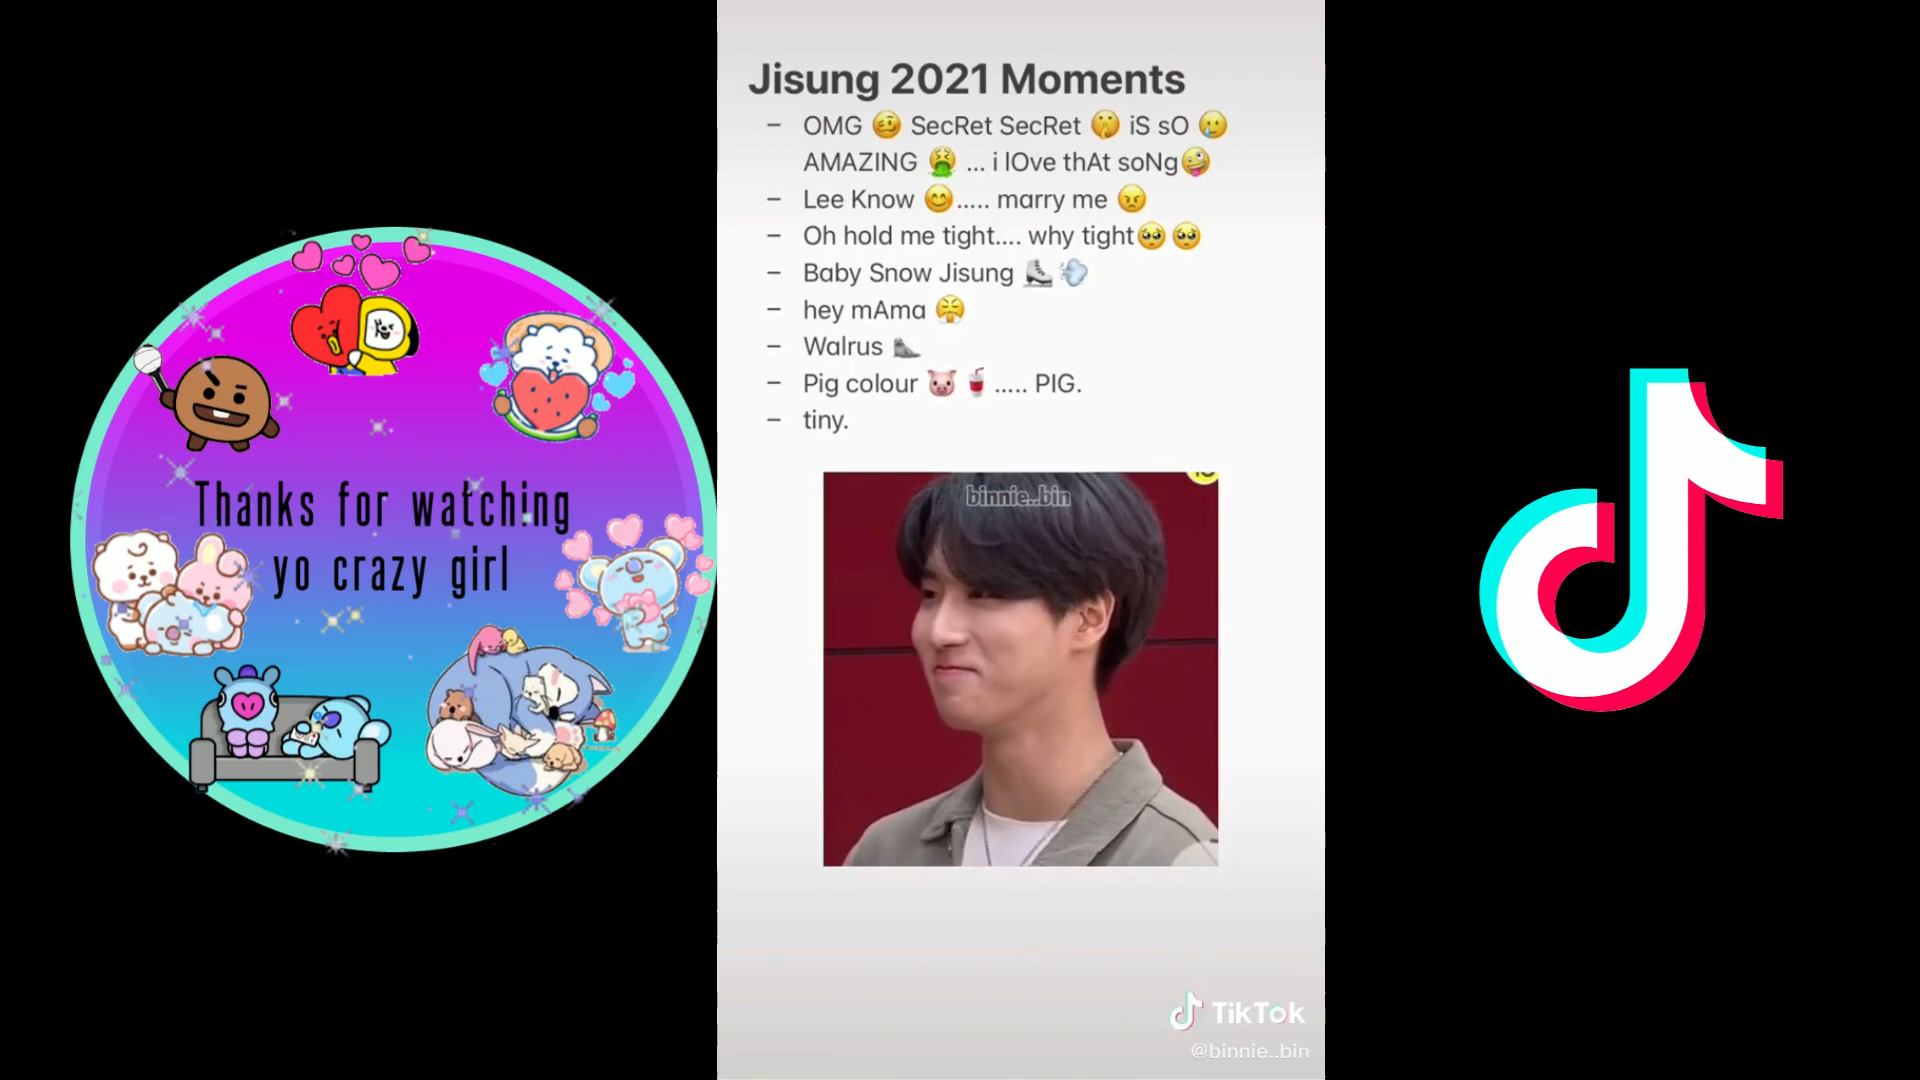 Thanks for watching
yo crazy girl
Jisung 2021 Moments
- OMG 🥴 SecRet SecRet 🤫 iS sO 🥲
AMAZING 🤮 ... i lOve thAt soNg🤪
- Lee Know 😊..... marry me 😠
- Oh hold me tight.... why tight🥺 🥺
- Baby Snow Jisung ⛸️ 💨
- hey mAma 😤
- Walrus 🦭
- Pig colour 🐷 🥤..... PIG.
- tiny.
binnie..bin
TikTok
@binnie..bin